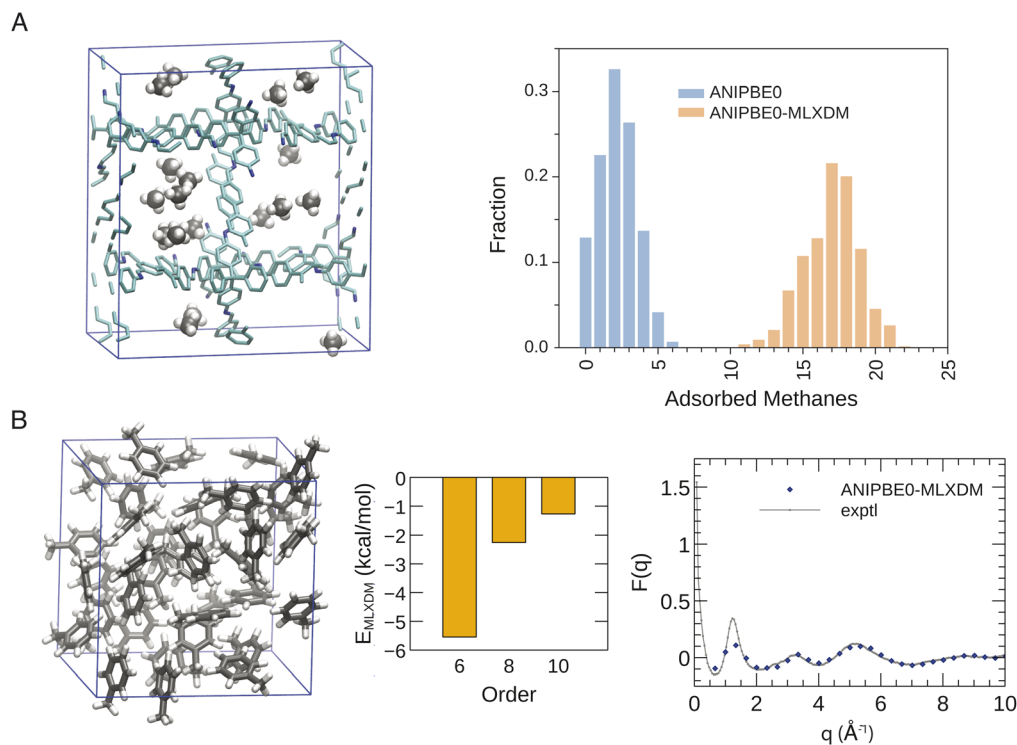 A
ANIPBE0
ANIPBE0-MLXDM
Fraction
0.3
0.2
0.1
0.0
0
5
10
15
20
25
Adsorbed Methanes
B
E_MLXDM (kcal/mol)
0
−1
−2
−3
−4
−5
−6
6
8
10
Order
ANIPBE0-MLXDM
exptl
F(q)
1.5
1
0.5
0
0
2
4
6
8
10
q (Å⁻¹)